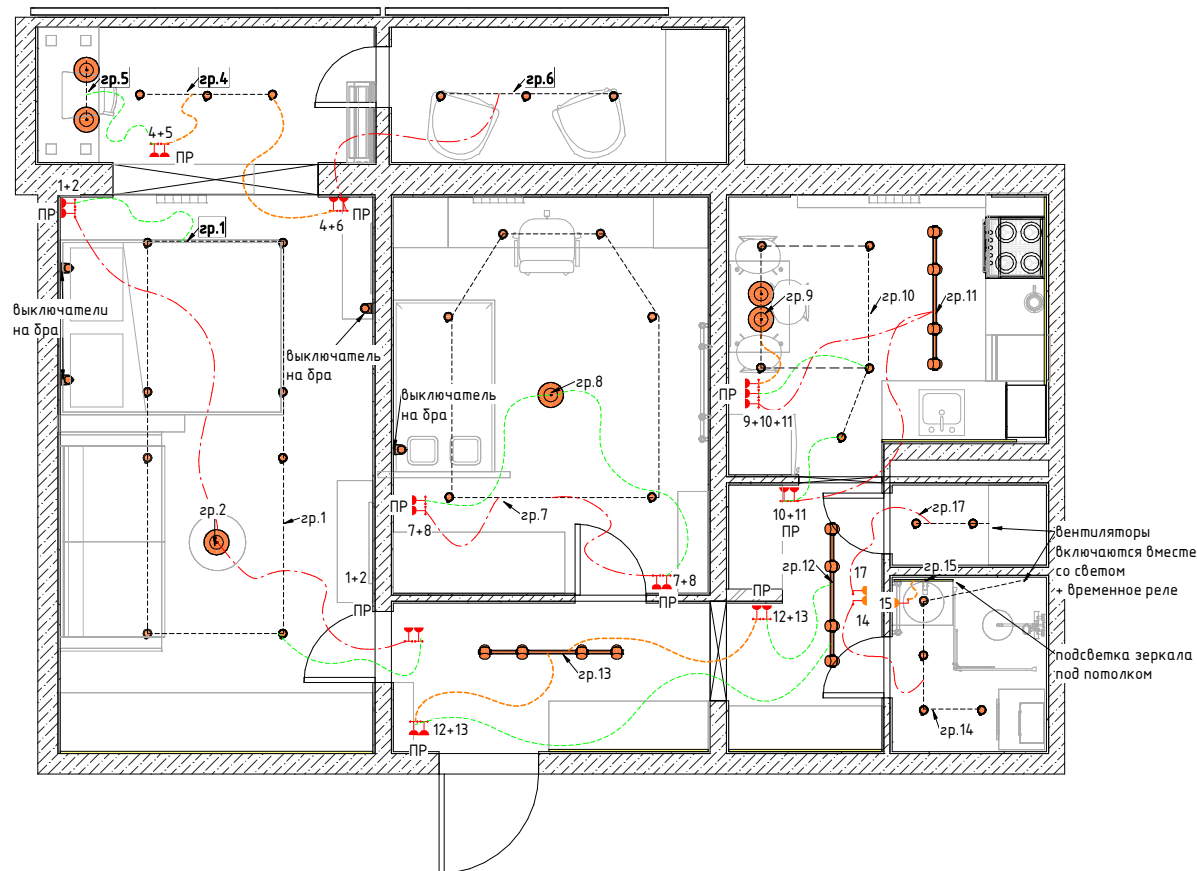 гр.5
гр.4
гр.6
4+5
ПР
1+2
ПР
4+6
ПР
гр.1
выключатели
на бра
выключатель
на бра
выключатель
на бра
гр.8
гр.9
гр.10
гр.11
ПР
9+10+11
гр.2
гр.1
ПР
7+8
гр.7
10+11
ПР
гр.17
вентиляторы
включаются вместе
со светом
+ временное реле
1+2
ПР
7+8
ПР
ПР
12+13
гр.12
17
14
15
гр.15
гр.13
подсветка зеркала
под потолком
12+13
ПР
гр.14